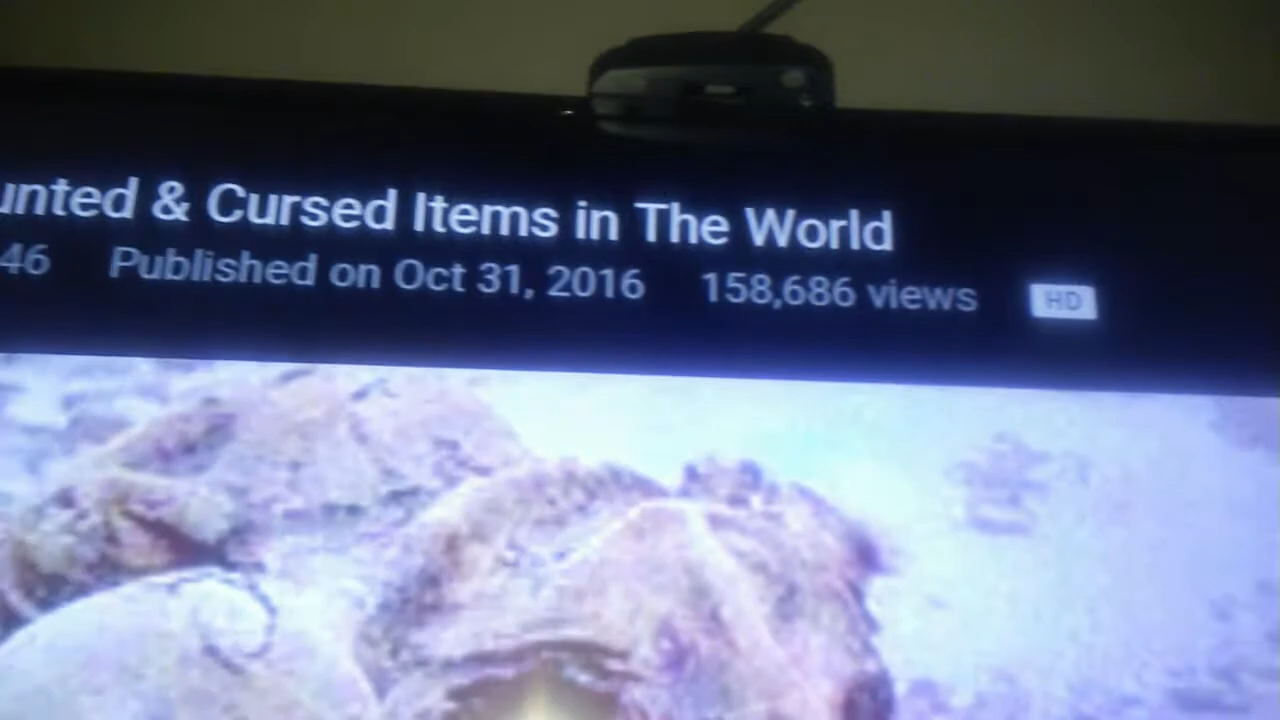 unted & Cursed Items in The World
46 Published on Oct 31, 2016 158,686 views HD